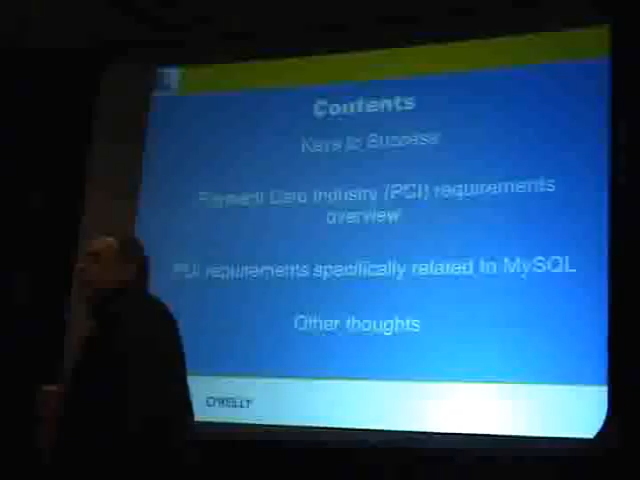 Contents
Keys to Success
Payment Card Industry (PCI) requirements
overview
PCI requirements specifically related to MySQL
Other thoughts
O'REILLY